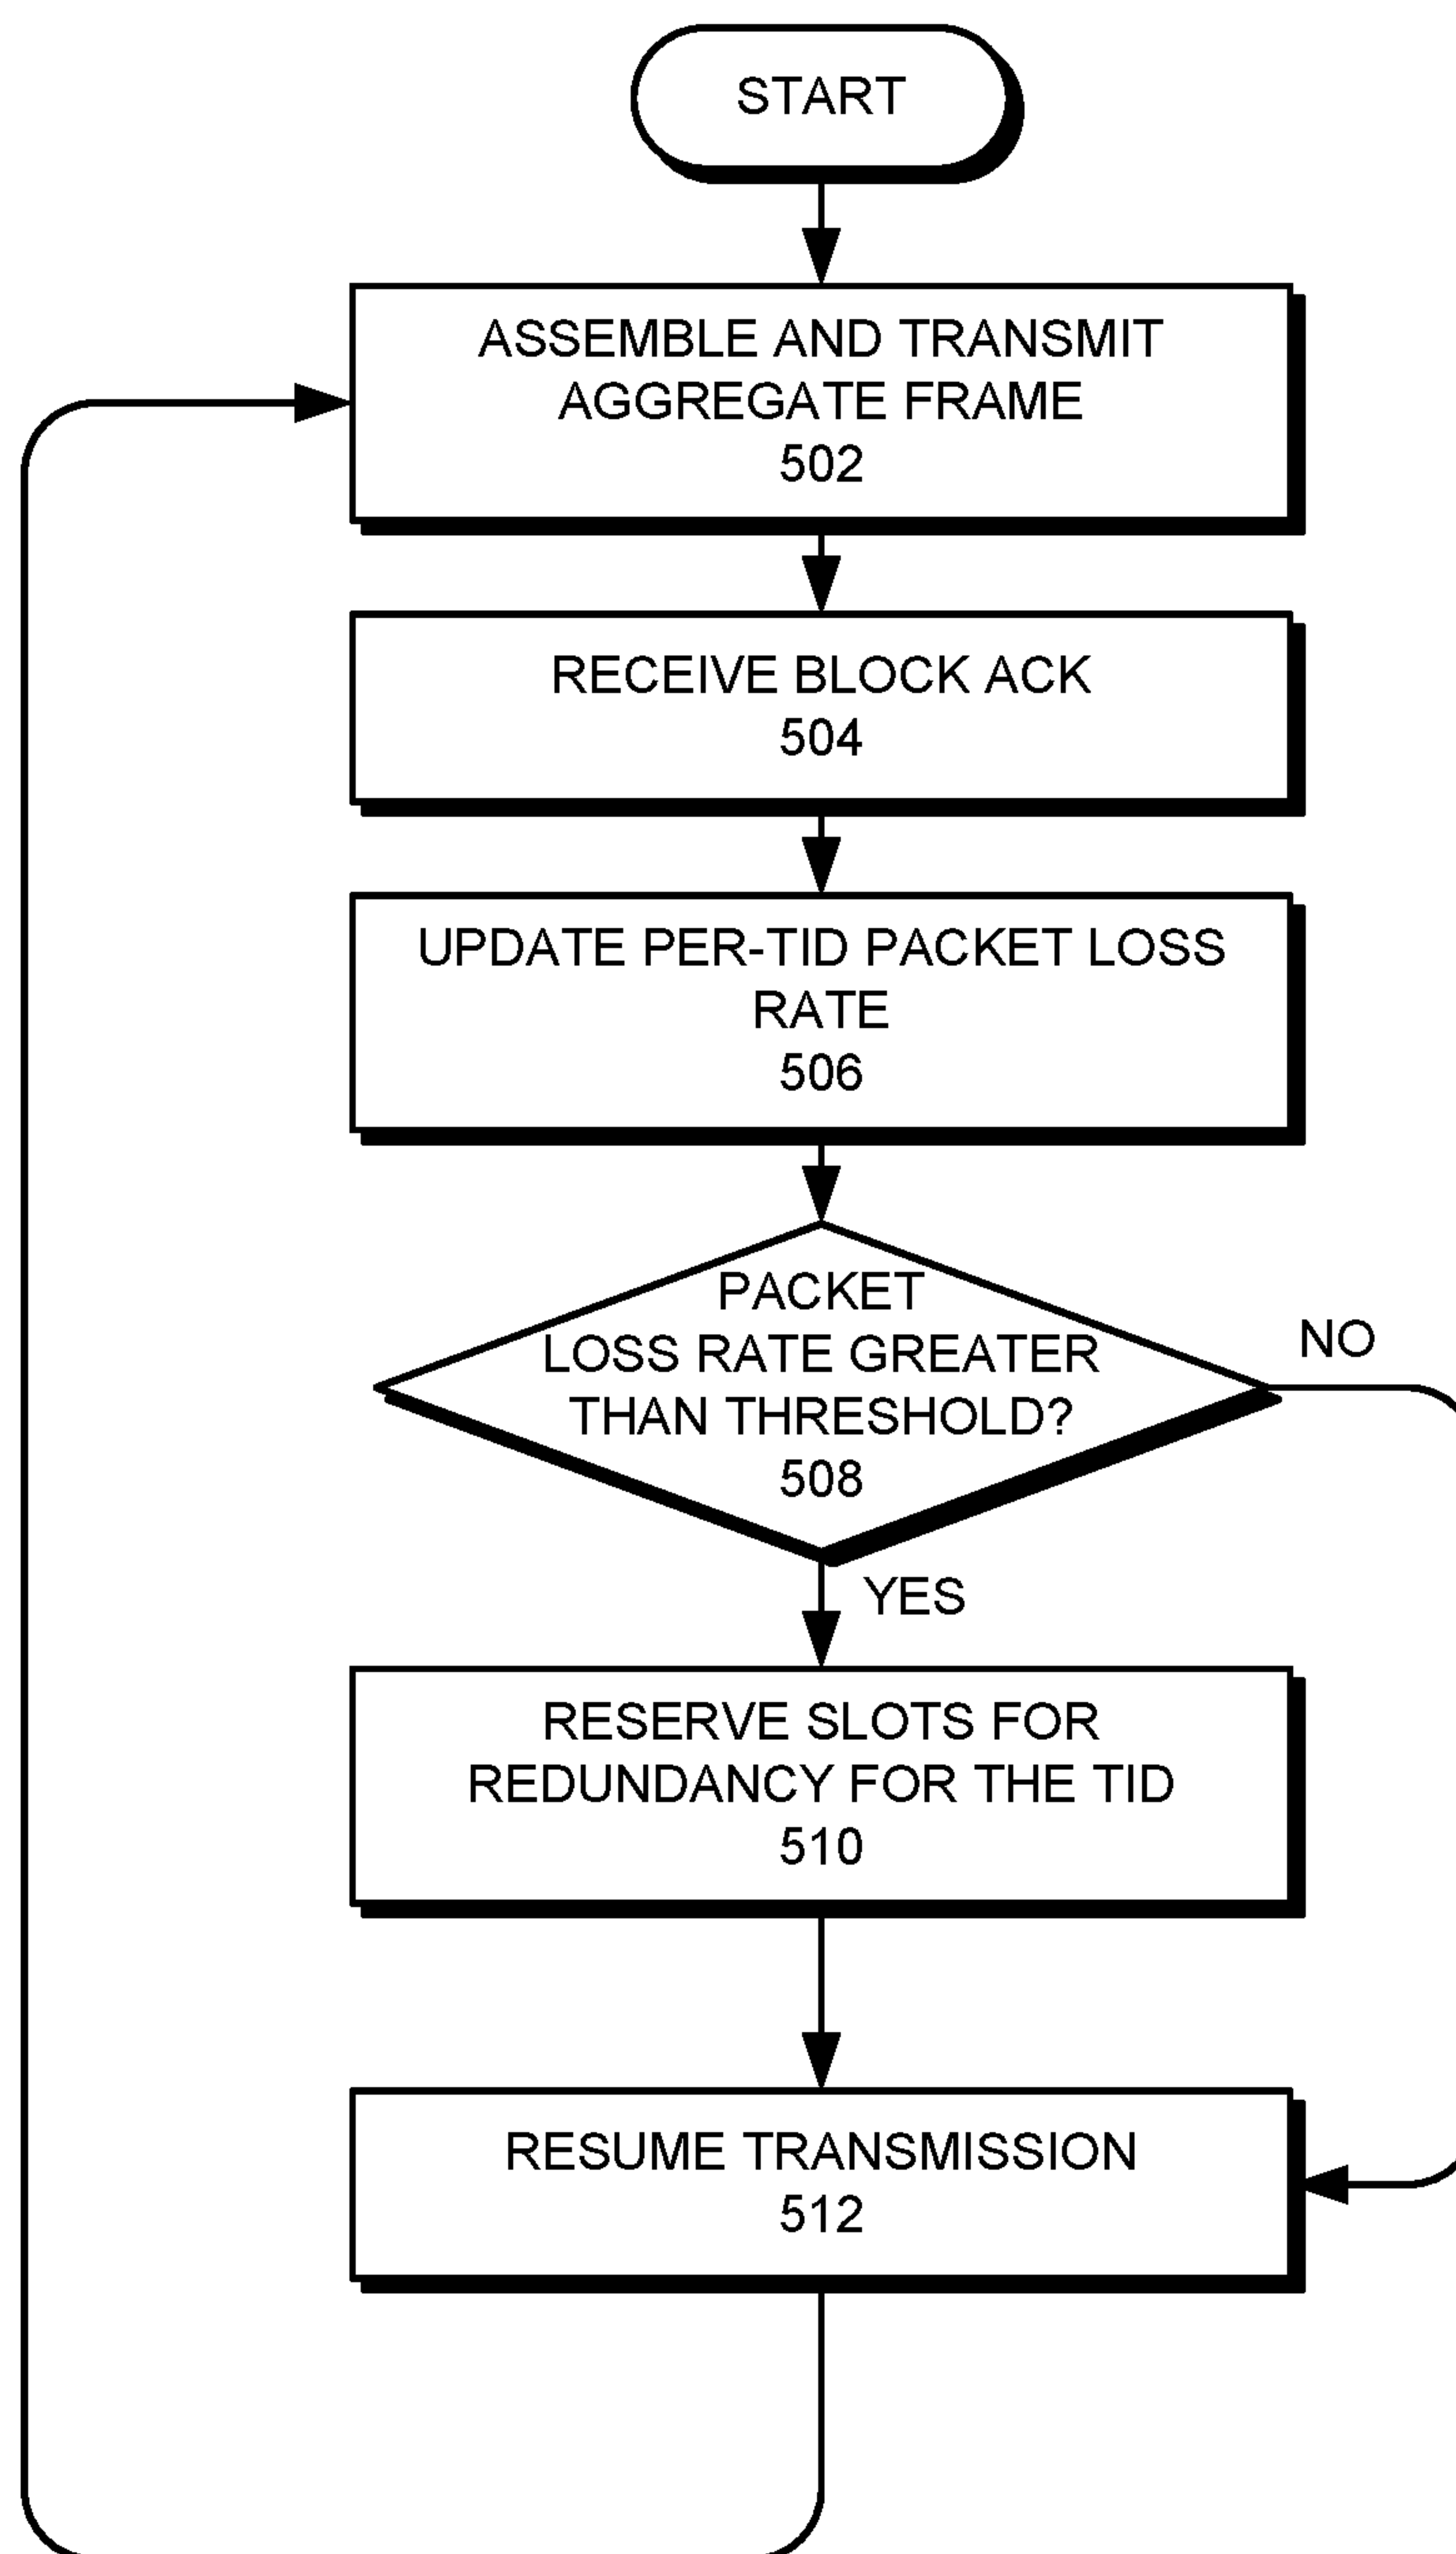 START
ASSEMBLE AND TRANSMIT
AGGREGATE FRAME
502
RECEIVE BLOCK ACK
504
UPDATE PER-TID PACKET LOSS
RATE
506
PACKET
LOSS RATE GREATER
THAN THRESHOLD?
508
NO
YES
RESERVE SLOTS FOR
REDUNDANCY FOR THE TID
510
RESUME TRANSMISSION
512